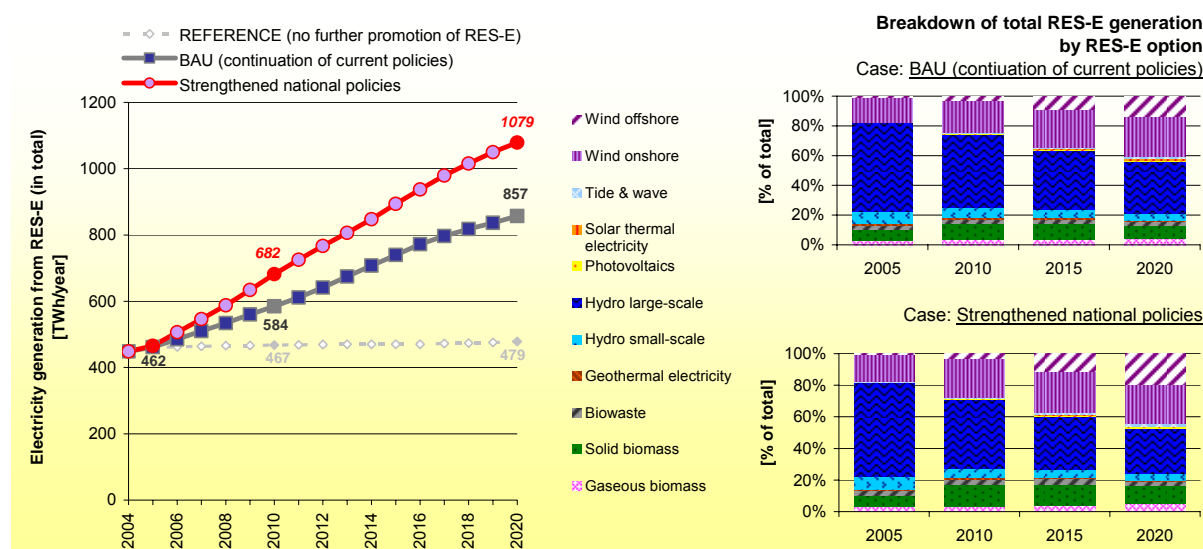 REFERENCE (no further promotion of RES-E)
BAU (continuation of current policies)
Strengthened national policies
Electricity generation from RES-E (in total)
[TWh/year]
1200
1000
800
600
400
200
0
1079
857
682
584
462
467
479
2004
2006
2008
2010
2012
2014
2016
2018
2020
Wind offshore
Wind onshore
Tide & wave
Solar thermal
electricity
Photovoltaics
Hydro large-scale
Hydro small-scale
Geothermal electricity
Biowaste
Solid biomass
Gaseous biomass
Breakdown of total RES-E generation
by RES-E option
Case: BAU (contiuation of current policies)
[% of total]
100%
80%
60%
40%
20%
0%
2005 2010 2015 2020
Case: Strengthened national policies
[% of total]
100%
80%
60%
40%
20%
0%
2005 2010 2015 2020